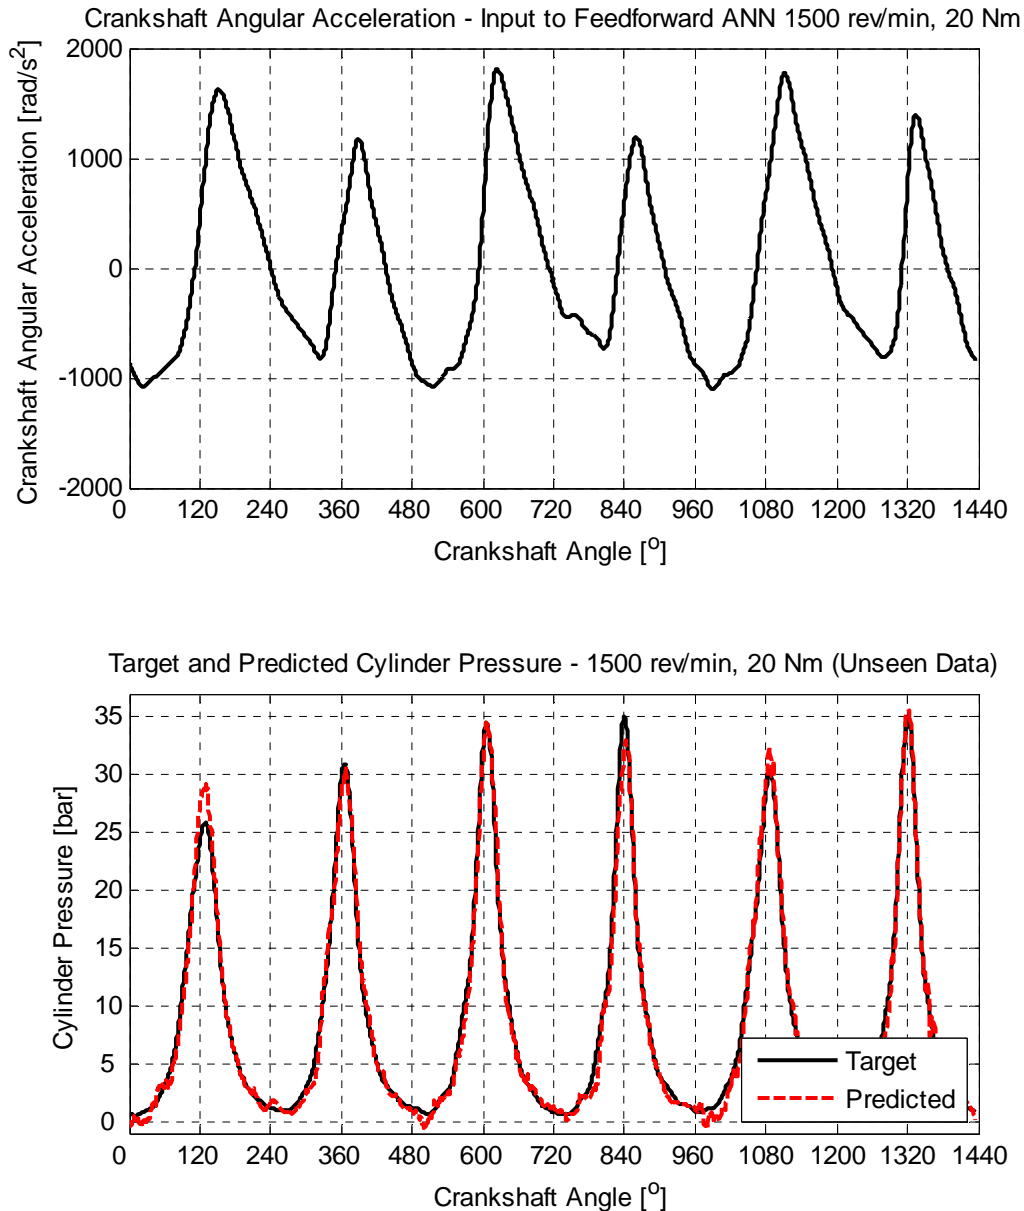 Crankshaft Angular Acceleration - Input to Feedforward ANN 1500 rev/min, 20 Nm
Crankshaft Angular Acceleration [rad/s²]
2000
1000
0
-1000
-2000
0 120 240 360 480 600 720 840 960 1080 1200 1320 1440
Crankshaft Angle [°]
Target and Predicted Cylinder Pressure - 1500 rev/min, 20 Nm (Unseen Data)
Cylinder Pressure [bar]
35
30
25
20
15
10
5
0
Target
Predicted
0 120 240 360 480 600 720 840 960 1080 1200 1320 1440
Crankshaft Angle [°]